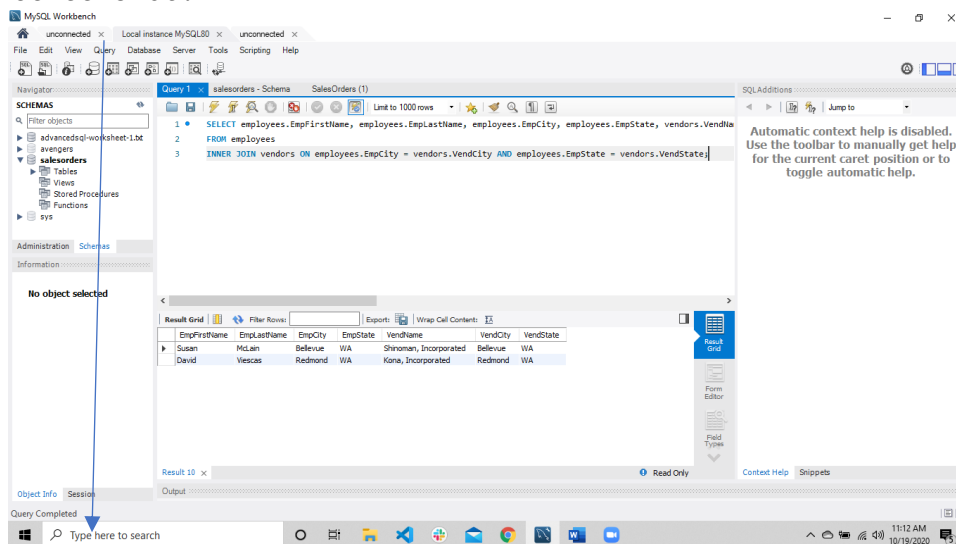 MySQL Workbench
unconnected × Local instance MySQL80 × unconnected ×
File Edit View Query Database Server Tools Scripting Help
Navigator
Query 1 × salesorders - Schema SalesOrders (1)
SQLAdditions
SCHEMAS
Filter objects
Limit to 1000 rows
Jump to
advancedsql-worksheet-1.txt
avengers
salesorders
Tables
Views
Stored Procedures
Functions
sys
1 SELECT employees.EmpFirstName, employees.EmpLastName, employees.EmpCity, employees.EmpState, vendors.VendNa
2 FROM employees
3 INNER JOIN vendors ON employees.EmpCity = vendors.VendCity AND employees.EmpState = vendors.VendState;
Automatic context help is disabled.
Use the toolbar to manually get help
for the current caret position or to
toggle automatic help.
Administration Schemas
Information
No object selected
Result Grid Filter Rows: Export: Wrap Cell Content:
EmpFirstName EmpLastName EmpCity EmpState VendName VendCity VendState
Susan McLain Bellevue WA Shinoman, Incorporated Bellevue WA
David Viescas Redmond WA Kona, Incorporated Redmond WA
Result
Grid
Form
Editor
Field
Types
Result 10 × Read Only
Context Help Snippets
Object Info Session
Output
Query Completed
Type here to search
11:12 AM
10/19/2020